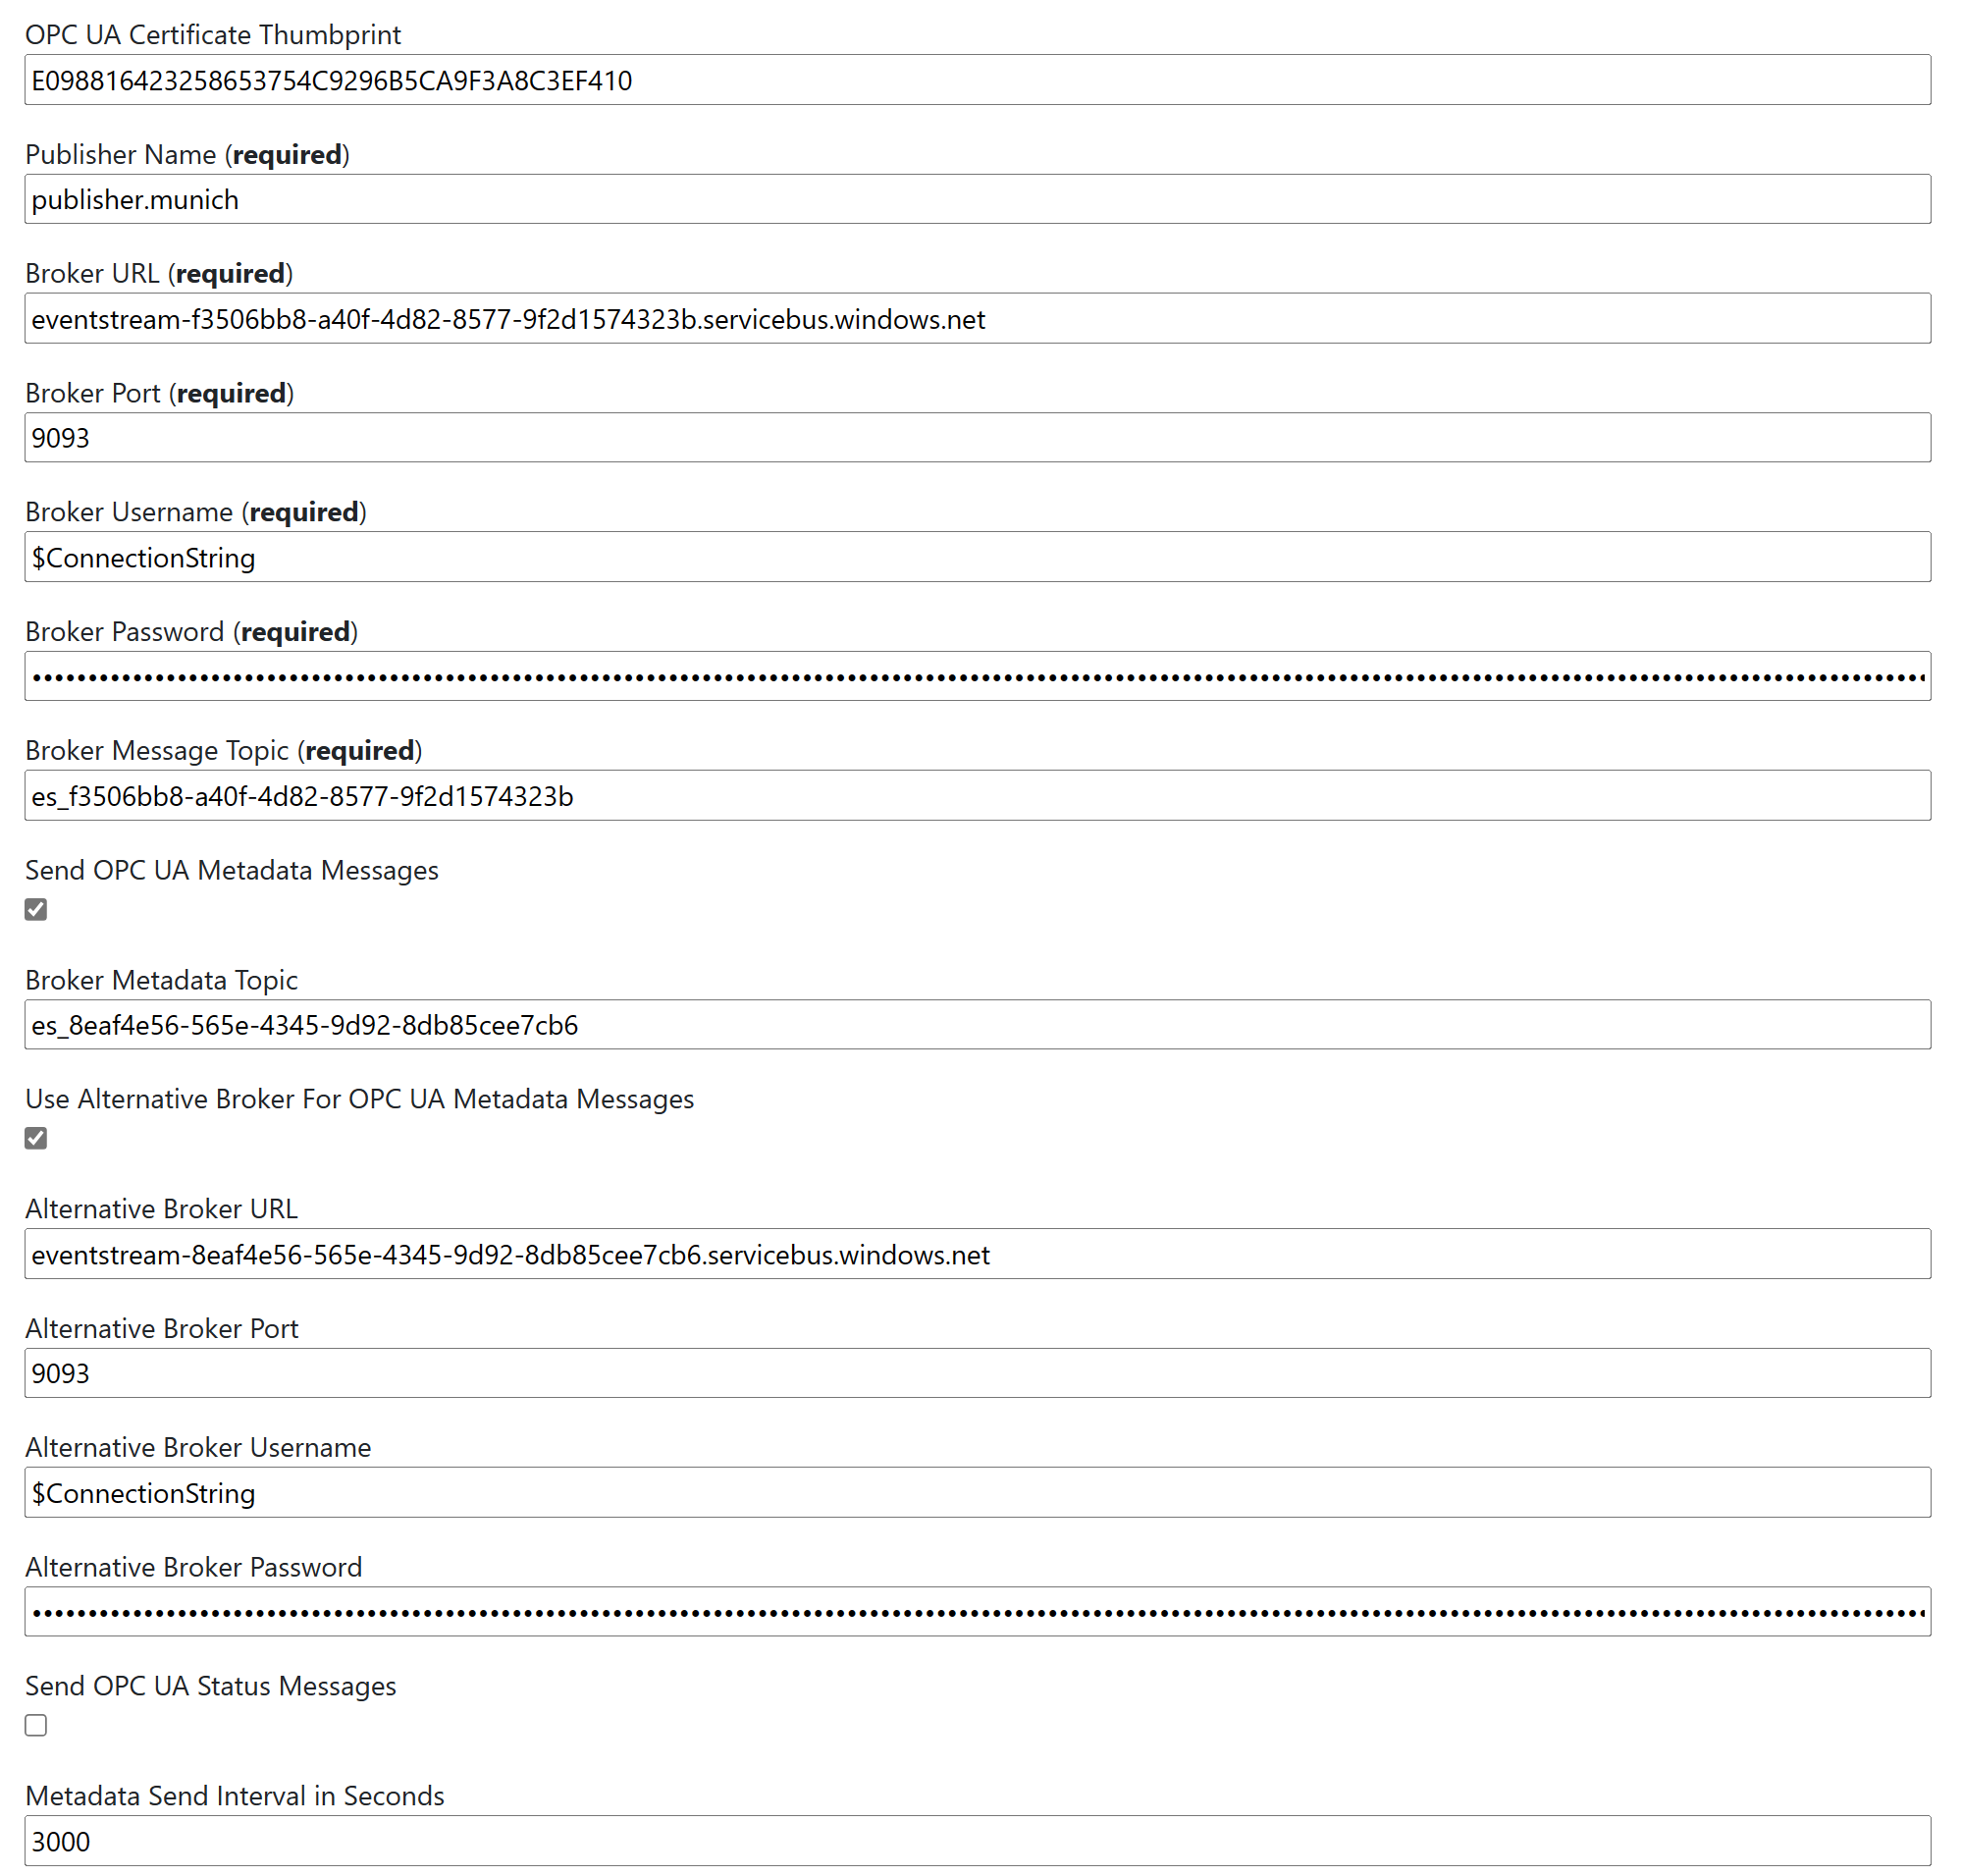 OPC UA Certificate Thumbprint
E098816423258653754C9296B5CA9F3A8C3EF410
Publisher Name (required)
publisher.munich
Broker URL (required)
eventstream-f3506bb8-a40f-4d82-8577-9f2d1574323b.servicebus.windows.net
Broker Port (required)
9093
Broker Username (required)
$ConnectionString
Broker Password (required)
Broker Message Topic (required)
es_f3506bb8-a40f-4d82-8577-9f2d1574323b
Send OPC UA Metadata Messages
Broker Metadata Topic
es_8eaf4e56-565e-4345-9d92-8db85cee7cb6
Use Alternative Broker For OPC UA Metadata Messages
Alternative Broker URL
eventstream-8eaf4e56-565e-4345-9d92-8db85cee7cb6.servicebus.windows.net
Alternative Broker Port
9093
Alternative Broker Username
$ConnectionString
Alternative Broker Password
Send OPC UA Status Messages
Metadata Send Interval in Seconds
3000